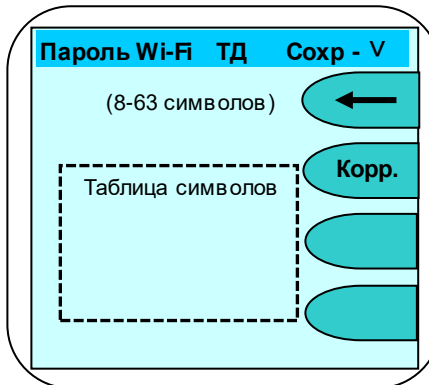 Пароль Wi-Fi ТД Сохр - V
(8-63 символов)
Корр.
Таблица символов